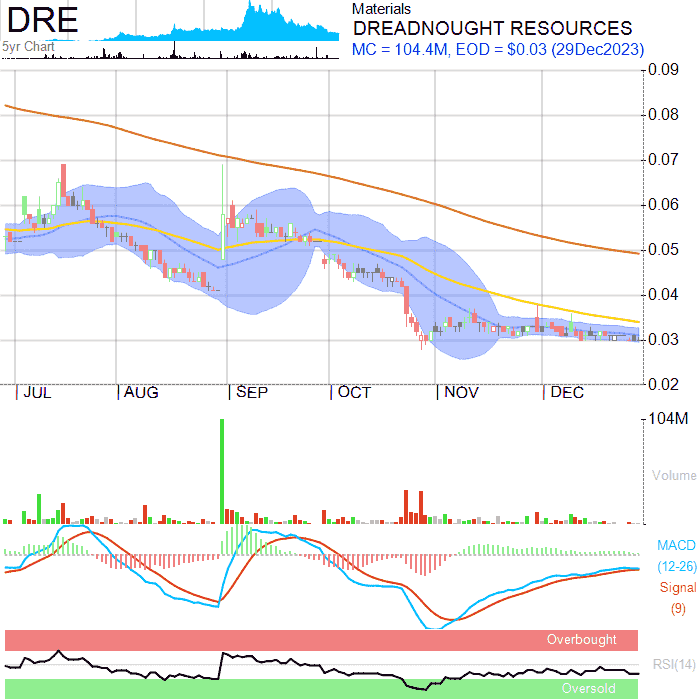 DRE
5yr Chart
Materials
DREADNOUGHT RESOURCES
MC = 104.4M, EOD = $0.03 (29Dec2023)
0.09
0.08
0.07
0.06
0.05
0.04
0.03
0.02
JUL AUG SEP OCT NOV DEC
104M
Volume
MACD
(12-26)
Signal
(9)
Overbought
RSI(14)
Oversold